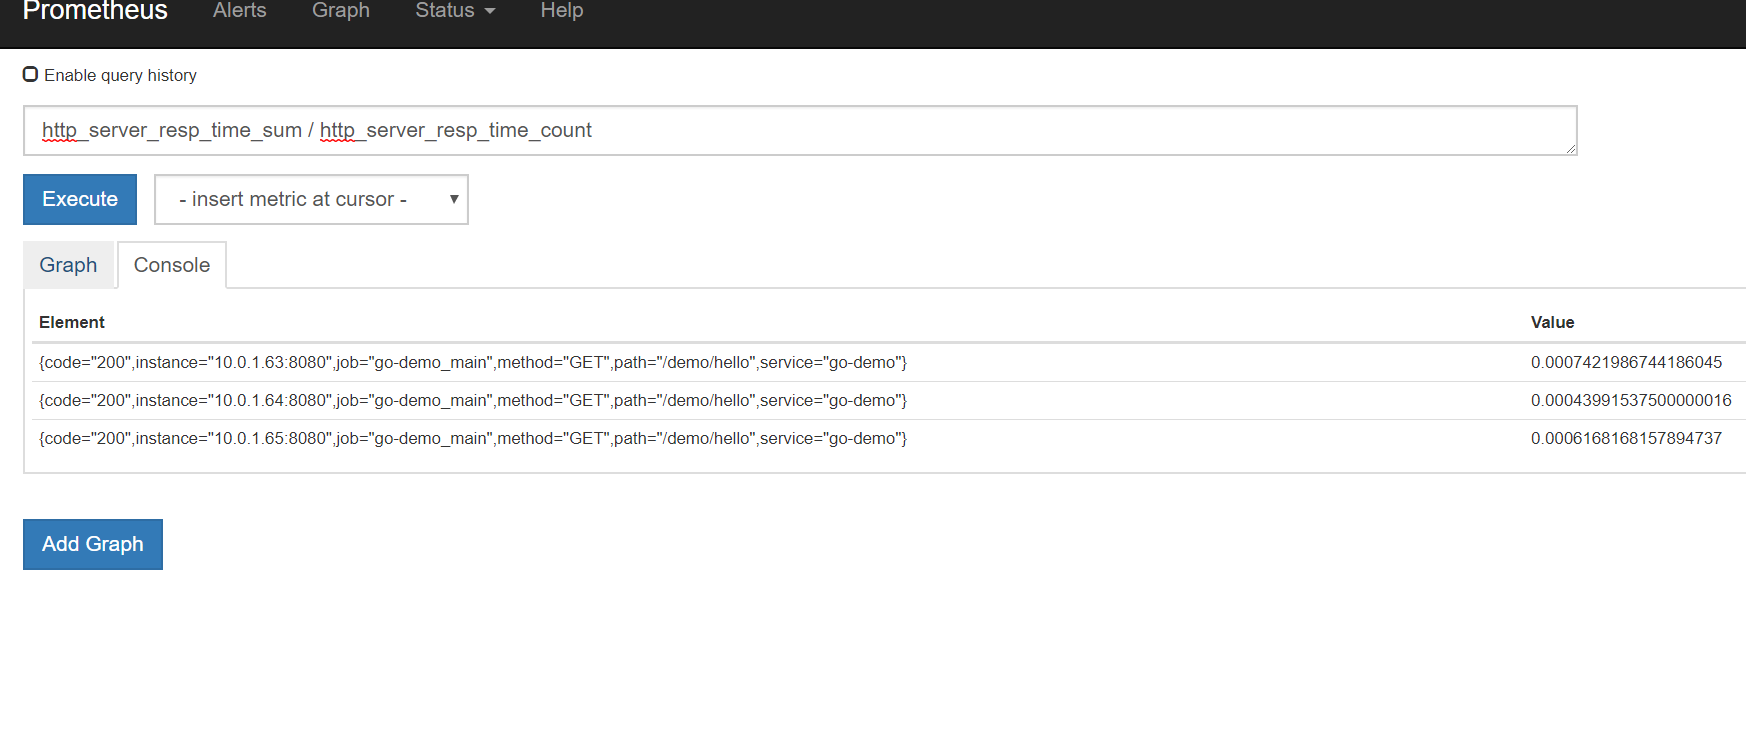 Prometheus Alerts Graph Status Help
Enable query history
http_server_resp_time_sum / http_server_resp_time_count
Execute - insert metric at cursor -
Graph Console
Element Value
{code="200",instance="10.0.1.63:8080",job="go-demo_main",method="GET",path="/demo/hello",service="go-demo"} 0.0007421986744186045
{code="200",instance="10.0.1.64:8080",job="go-demo_main",method="GET",path="/demo/hello",service="go-demo"} 0.00043991537500000016
{code="200",instance="10.0.1.65:8080",job="go-demo_main",method="GET",path="/demo/hello",service="go-demo"} 0.0006168168157894737
Add Graph